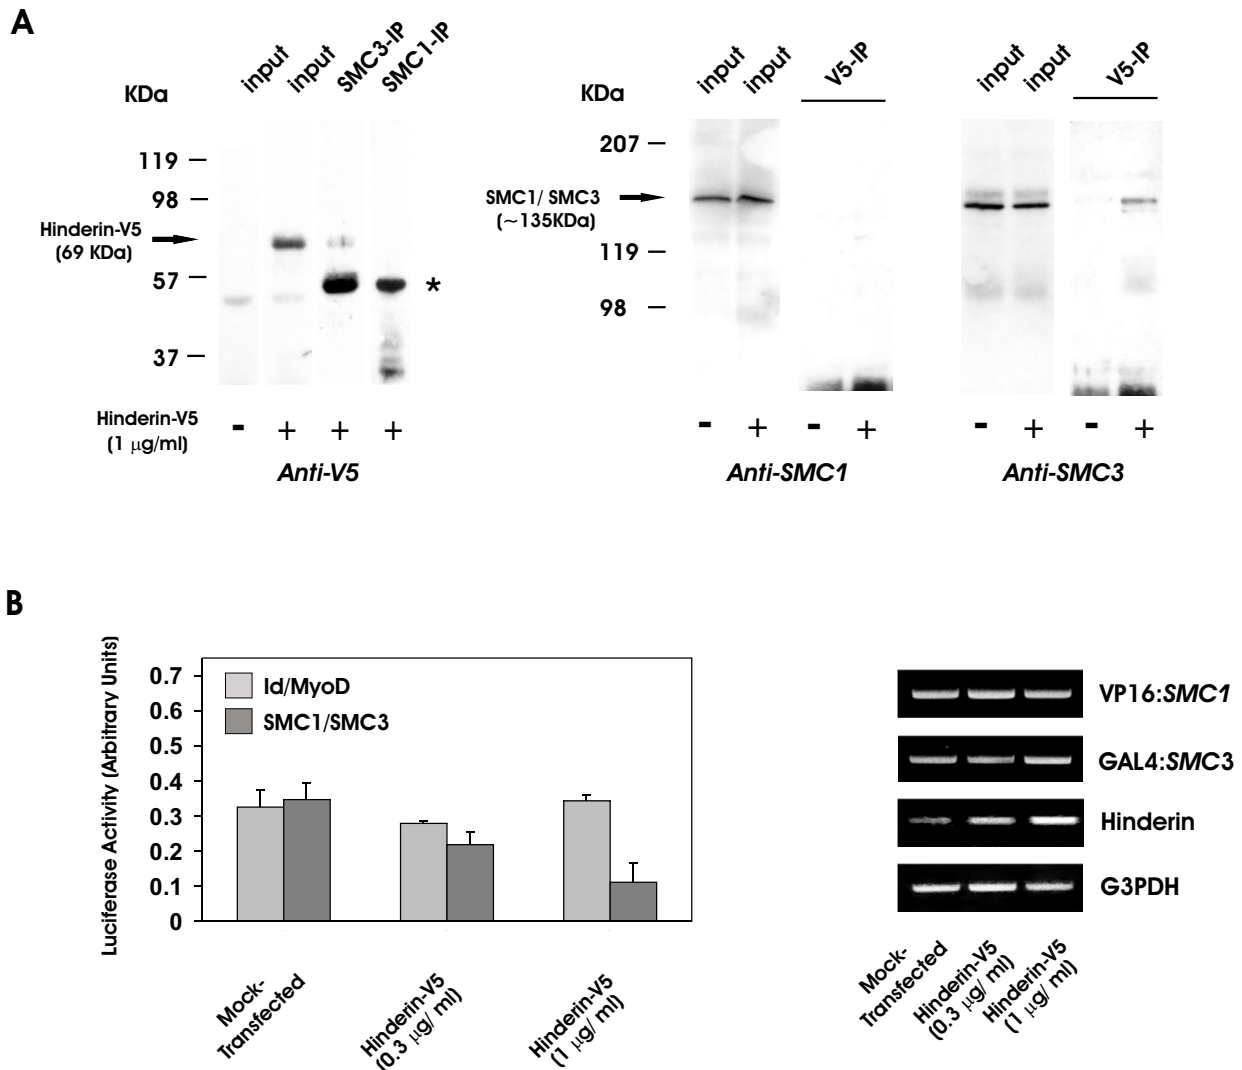 A
input input SMC3-IP SMC1-IP
KDa
119
98
Hinderin-V5
(69 KDa)
57
*
37
Hinderin-V5
(1 µg/ml)
- + + +
Anti-V5
input input V5-IP
KDa
207
SMC1/ SMC3
(~135KDa)
119
98
- + - +
Anti-SMC1
input input V5-IP
- + - +
Anti-SMC3
B
Luciferase Activity (Arbitrary Units)
0.7
0.6
0.5
0.4
0.3
0.2
0.1
0
Id/MyoD
SMC1/SMC3
Mock-
Transfected
Hinderin-V5
(0.3 µg/ ml)
Hinderin-V5
(1 µg/ ml)
VP16:SMC1
GAL4:SMC3
Hinderin
G3PDH
Mock-
Transfected
Hinderin-V5
(0.3 µg/ ml)
Hinderin-V5
(1 µg/ ml)